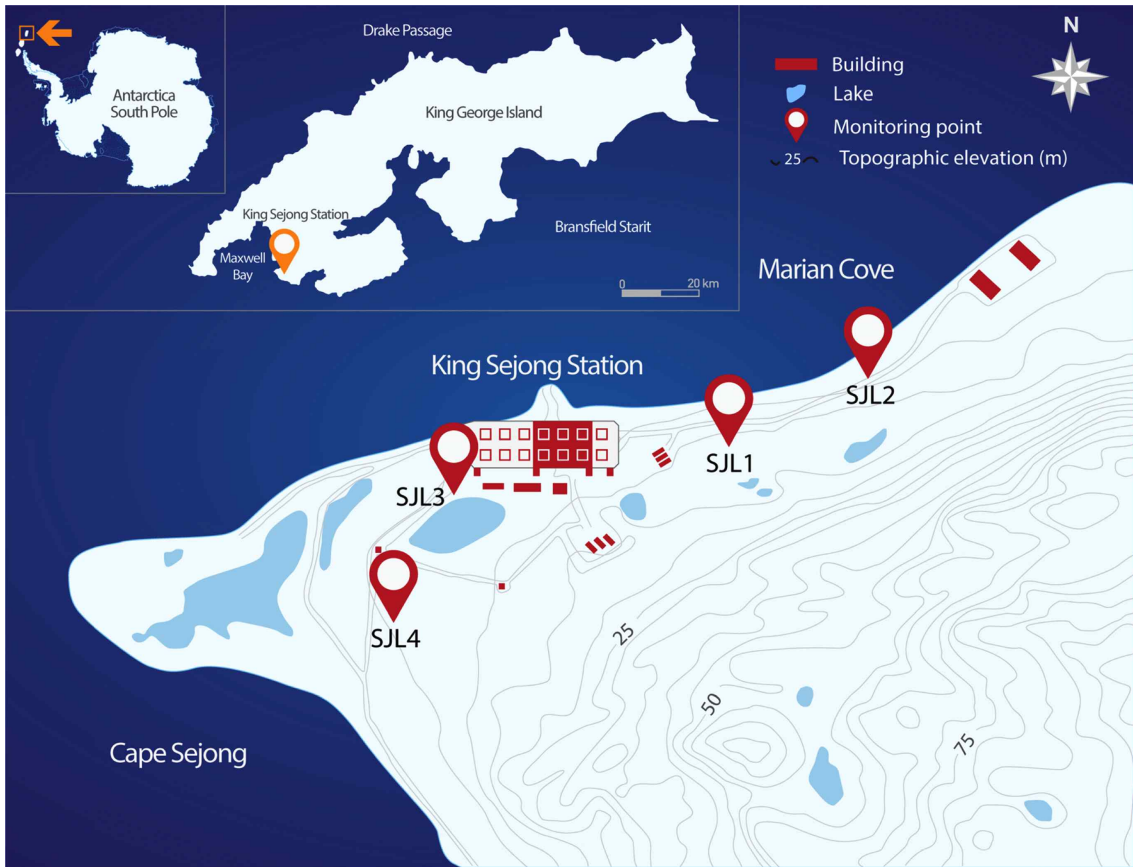 Antarctica
South Pole
Drake Passage
King George Island
King Sejong Station
Maxwell
Bay
Bransfield Starit
0 20 km
N
Building
Lake
Monitoring point
25 Topographic elevation (m)
Marian Cove
King Sejong Station
SJL2
SJL1
SJL3
SJL4
25
50
75
Cape Sejong